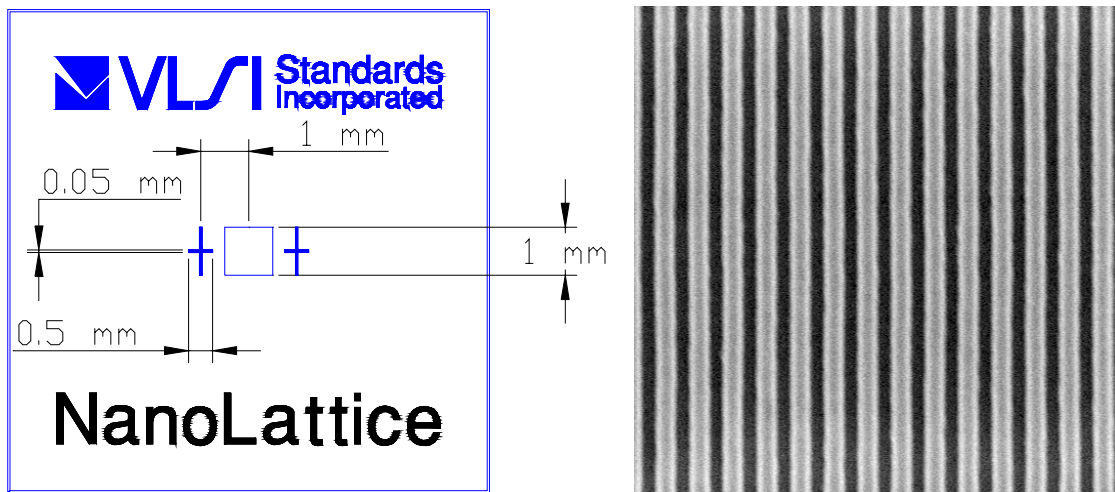 VLSI Standards
Incorporated
1 mm
0.05 mm
1 mm
0.5 mm
NanoLattice